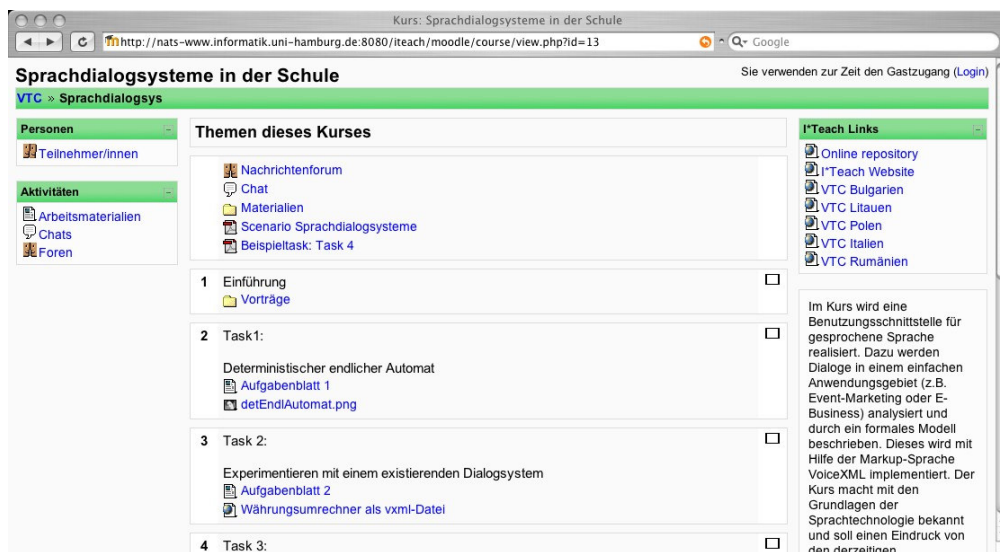 Kurs: Sprachdialogsysteme in der Schule
http://nats-www.informatik.uni-hamburg.de:8080/iteach/moodle/course/view.php?id=13
Google
Sprachdialogsysteme in der Schule
Sie verwenden zur Zeit den Gastzugang (Login)
VTC » Sprachdialogsys
Personen
Teilnehmer/innen
Aktivitäten
Arbeitsmaterialien
Chats
Foren
Themen dieses Kurses
Nachrichtenforum
Chat
Materialien
Scenario Sprachdialogsysteme
Beispieltask: Task 4
1 Einführung
Vorträge
2 Task1:
Deterministischer endlicher Automat
Aufgabenblatt 1
detEndlAutomat.png
3 Task 2:
Experimentieren mit einem existierenden Dialogsystem
Aufgabenblatt 2
Währungsumrechner als vxml-Datei
4 Task 3:
I*Teach Links
Online repository
I*Teach Website
VTC Bulgarien
VTC Litauen
VTC Polen
VTC Italien
VTC Rumänien
Im Kurs wird eine
Benutzungsschnittstelle für
gesprochene Sprache
realisiert. Dazu werden
Dialoge in einem einfachen
Anwendungsgebiet (z.B.
Event-Marketing oder E-
Business) analysiert und
durch ein formales Modell
beschrieben. Dieses wird mit
Hilfe der Markup-Sprache
VoiceXML implementiert. Der
Kurs macht mit den
Grundlagen der
Sprachtechnologie bekannt
und soll einen Eindruck von
den derzeitigen